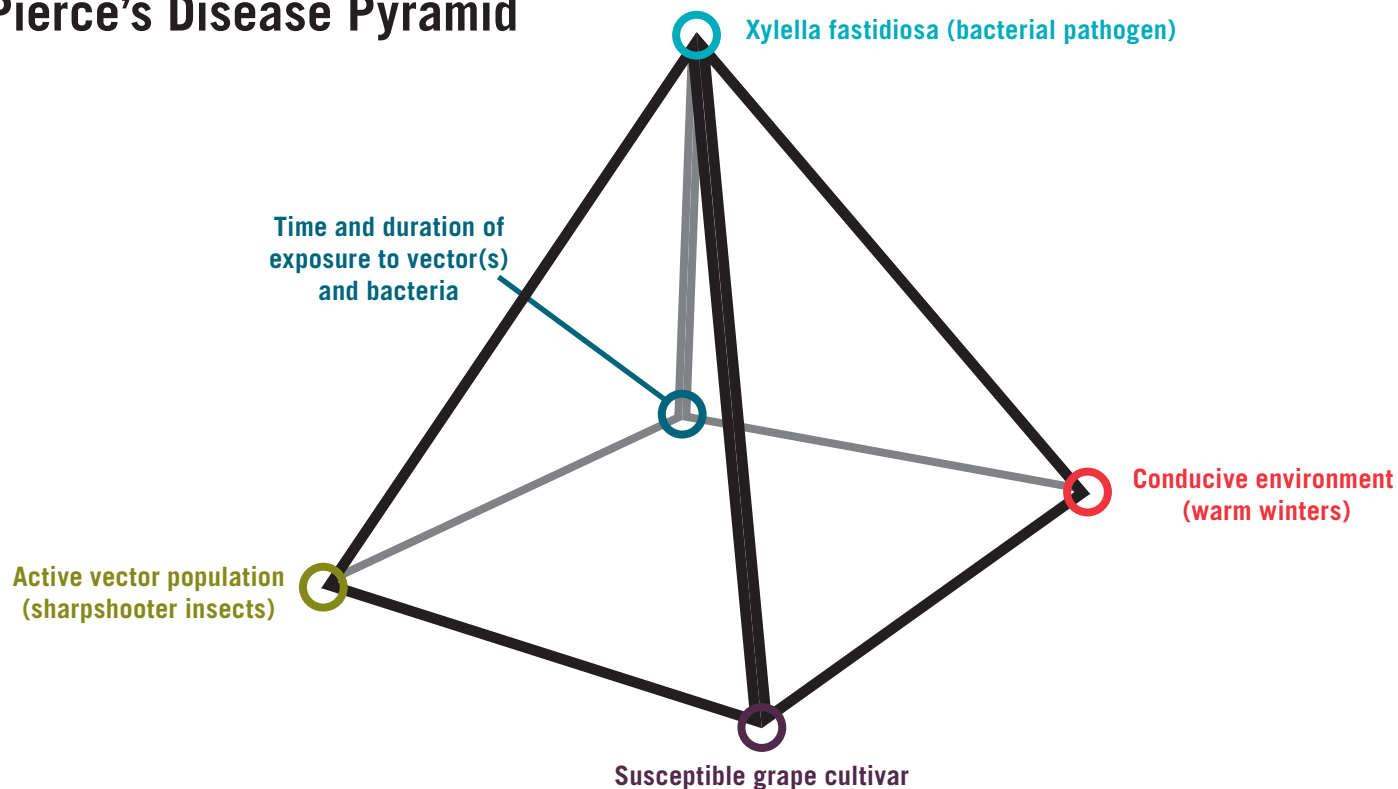 Pierce's Disease Pyramid
Xylella fastidiosa (bacterial pathogen)
Time and duration of
exposure to vector(s)
and bacteria
Conducive environment
(warm winters)
Active vector population
(sharpshooter insects)
Susceptible grape cultivar